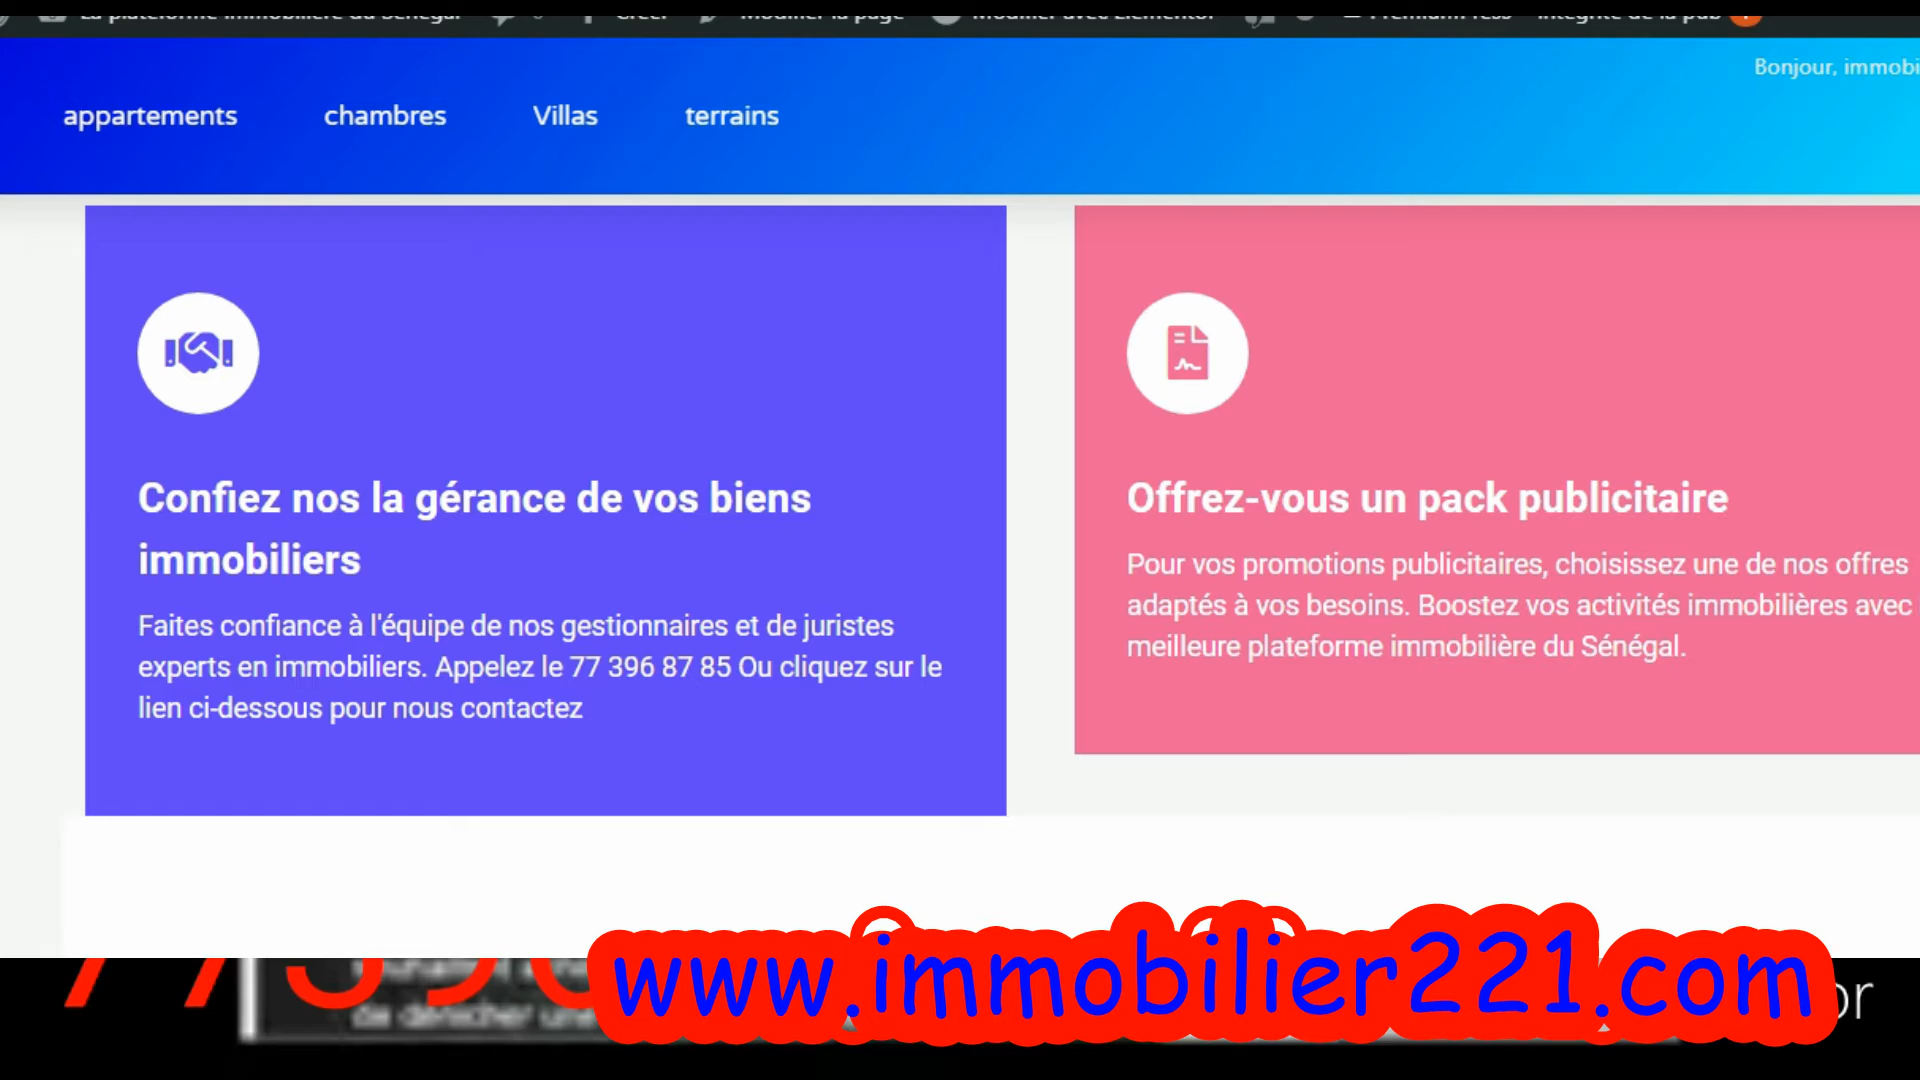 Bonjour, immobi
appartements chambres Villas terrains
Confiez nos la gérance de vos biens
immobiliers
Faites confiance à l'équipe de nos gestionnaires et de juristes
experts en immobiliers. Appelez le 77 396 87 85 Ou cliquez sur le
lien ci-dessous pour nous contactez
Offrez-vous un pack publicitaire
Pour vos promotions publicitaires, choisissez une de nos offres
adaptés à vos besoins. Boostez vos activités immobilières avec
meilleure plateforme immobilière du Sénégal.
www.immobilier221.com